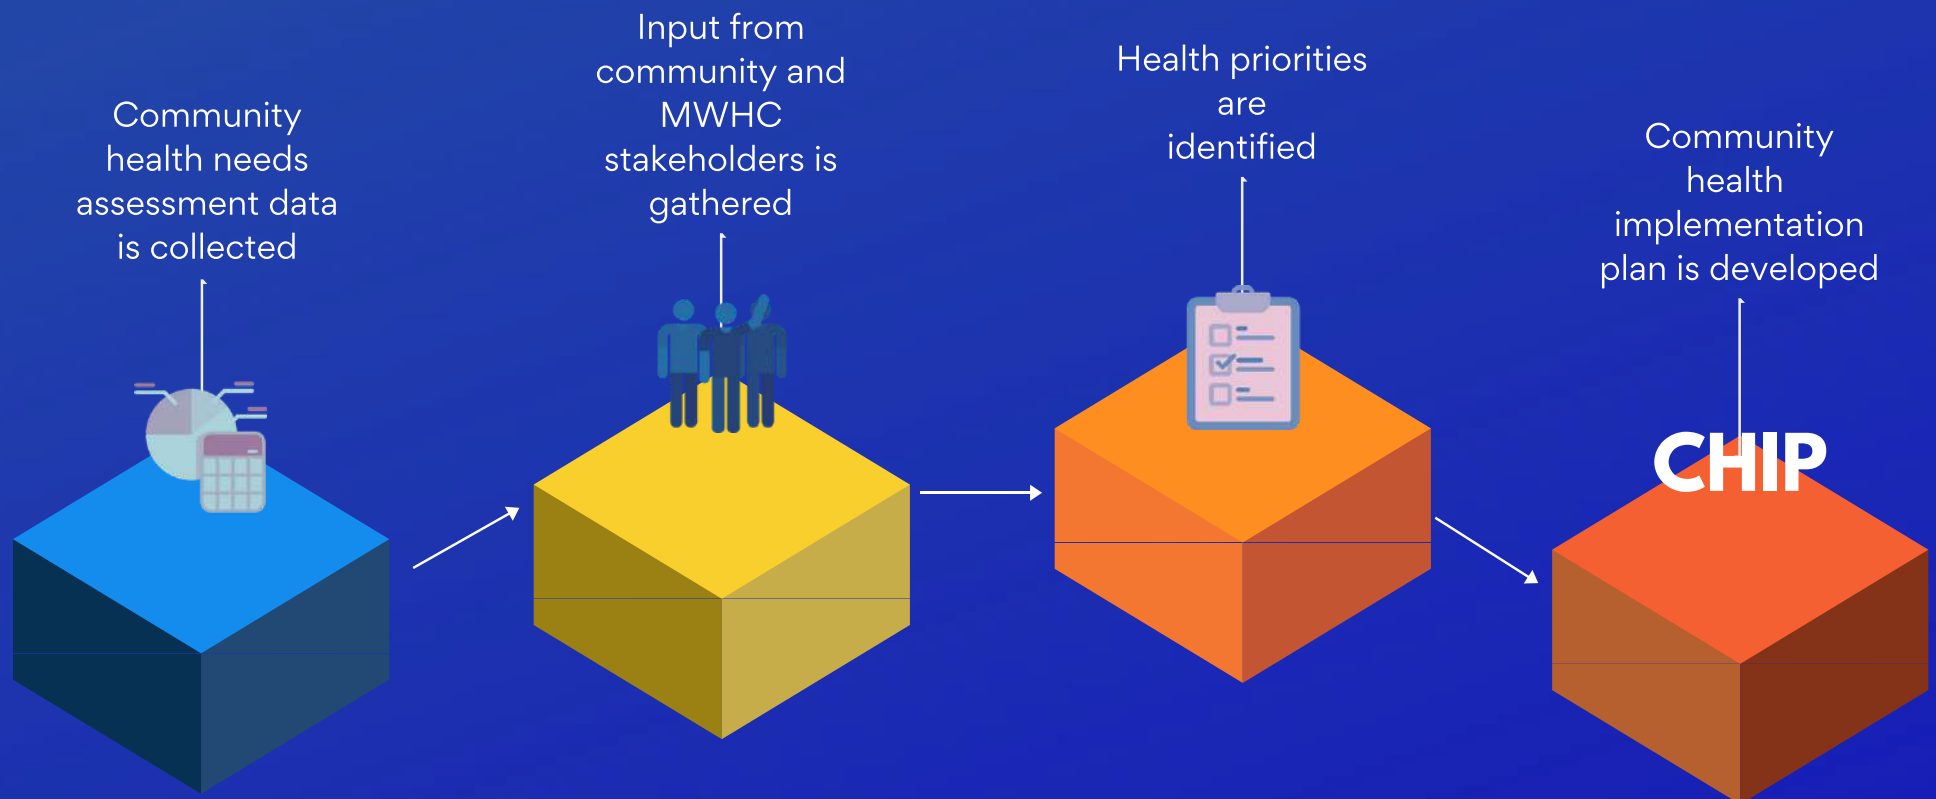 Community
health needs
assessment data
is collected
Input from
community and
MWHC
stakeholders is
gathered
Health priorities
are
identified
Community
health
implementation
plan is developed
CHIP